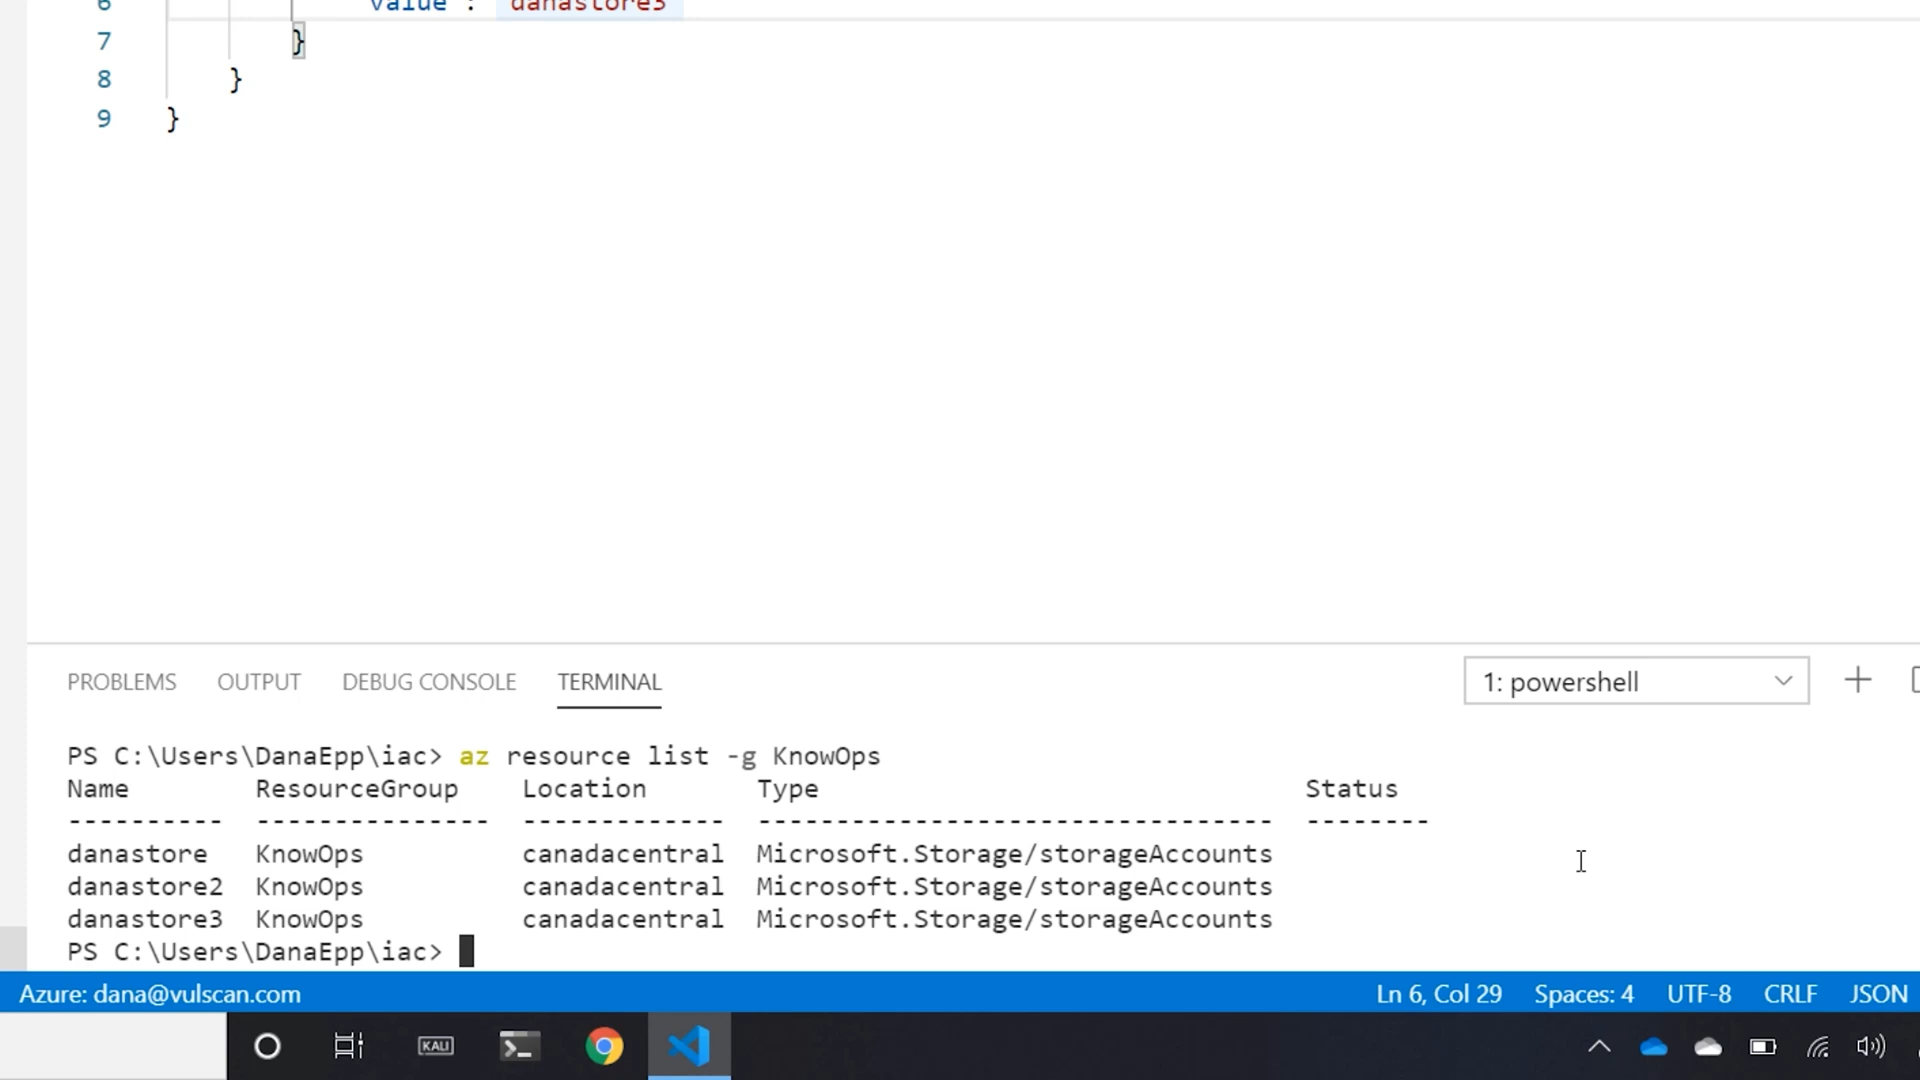 6 "value": "danastore3"
7 }
8 }
9 }
PROBLEMS OUTPUT DEBUG CONSOLE TERMINAL 1: powershell
PS C:\Users\DanaEpp\iac> az resource list -g KnowOps
Name ResourceGroup Location Type Status
---------- --------------- ------------- --------------------------------- --------
danastore KnowOps canadacentral Microsoft.Storage/storageAccounts
danastore2 KnowOps canadacentral Microsoft.Storage/storageAccounts
danastore3 KnowOps canadacentral Microsoft.Storage/storageAccounts
PS C:\Users\DanaEpp\iac>
Azure: dana@vulscan.com Ln 6, Col 29 Spaces: 4 UTF-8 CRLF JSON
KALI